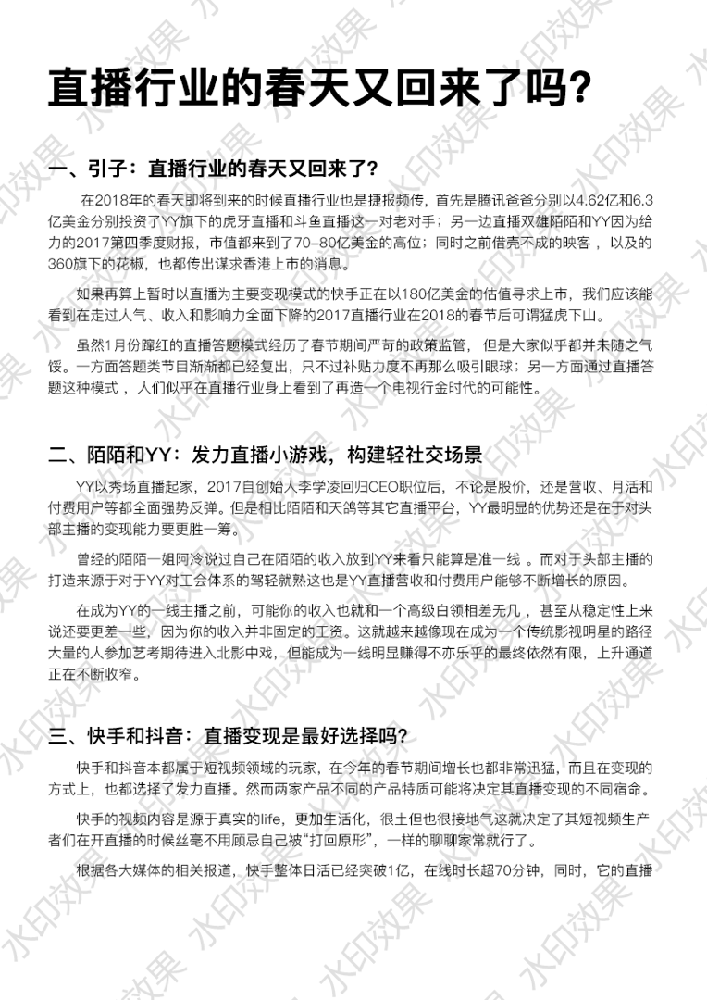 直播行业的春天又回来了吗?
一、引子：直播行业的春天又回来了?
在2018年的春天即将到来的时候直播行业也是捷报频传，首先是腾讯爸爸分别以4.62亿和6.3
亿美金分别投资了YY旗下的虎牙直播和斗鱼直播这一对老对手；另一边直播双雄陌陌和YY因为给
力的2017第四季度财报，市值都来到了70-80亿美金的高位；同时之前借壳不成的映客 ，以及的
360旗下的花椒，也都传出谋求香港上市的消息。
如果再算上暂时以直播为主要变现模式的快手正在以180亿美金的估值寻求上市，我们应该能
看到在走过人气、收入和影响力全面下降的2017直播行业在2018的春节后可谓猛虎下山。
虽然1月份蹿红的直播答题模式经历了春节期间严苛的政策监管， 但是大家似乎都并未随之气
馁。一方面答题类节目渐渐都已经复出，只不过补贴力度不再那么吸引眼球；另一方面通过直播答
题这种模式 ，人们似乎在直播行业身上看到了再造一个电视行金时代的可能性。
二、陌陌和YY：发力直播小游戏，构建轻社交场景
YY以秀场直播起家，2017自创始人李学凌回归CEO职位后，不论是股价，还是营收、月活和
付费用户等都全面强势反弹。但是相比陌陌和天鸽等其它直播平台，YY最明显的优势还是在于对头
部主播的变现能力要更胜一筹。
曾经的陌陌一姐阿冷说过自己在陌陌的收入放到YY来看只能算是准一线 。而对于头部主播的
打造来源于对于YY对工会体系的驾轻就熟这也是YY直播营收和付费用户能够不断增长的原因。
在成为YY的一线主播之前，可能你的收入也就和一个高级白领相差无几 ，甚至从稳定性上来
说还要更差一些，因为你的收入并非固定的工资。这就越来越像现在成为一个传统影视明星的路径
大量的人参加艺考期待进入北影中戏，但能成为一线明显赚得不亦乐乎的最终依然有限，上升通道
正在不断收窄。
三、快手和抖音：直播变现是最好选择吗?
快手和抖音本都属于短视频领域的玩家，在今年的春节期间增长也都非常迅猛，而且在变现的
方式上，也都选择了发力直播。然而两家产品不同的产品特质可能将决定其直播变现的不同宿命。
快手的视频内容是源于真实的life，更加生活化，很土但也很接地气这就决定了其短视频生产
者们在开直播的时候丝毫不用顾忌自己被“打回原形”，一样的聊聊家常就行了。
根据各大媒体的相关报道，快手整体日活已经突破1亿，在线时长超70分钟，同时，它的直播
水印效果